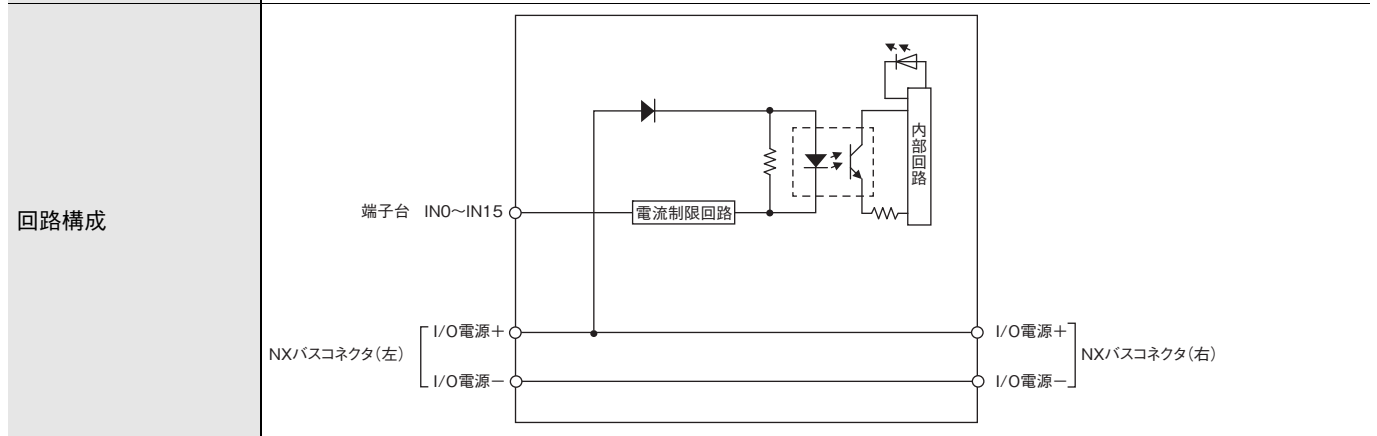 回路構成
内部回路
端子台 IN0～IN15
電流制限回路
NXバスコネクタ（左）
I/O電源＋
I/O電源－
I/O電源＋
I/O電源－
NXバスコネクタ（右）